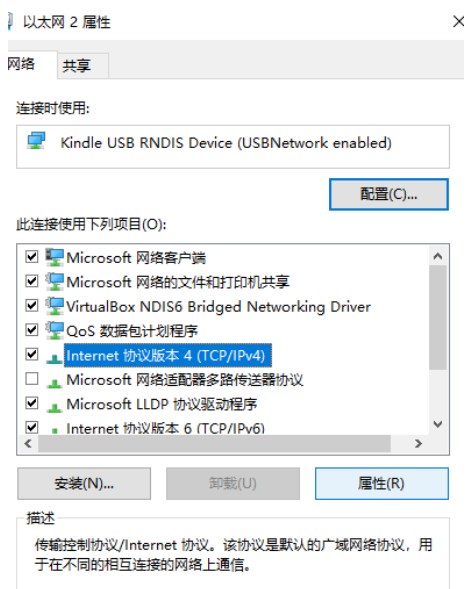 以太网 2 属性
网络 共享
连接时使用:
Kindle USB RNDIS Device (USBNetwork enabled)
配置(C)...
此连接使用下列项目(O):
Microsoft 网络客户端
Microsoft 网络的文件和打印机共享
VirtualBox NDIS6 Bridged Networking Driver
QoS 数据包计划程序
Internet 协议版本 4 (TCP/IPv4)
Microsoft 网络适配器多路传送器协议
Microsoft LLDP 协议驱动程序
Internet 协议版本 6 (TCP/IPv6)
安装(N)... 卸载(U) 属性(R)
描述
传输控制协议/Internet 协议。该协议是默认的广域网络协议，用
于在不同的相互连接的网络上通信。